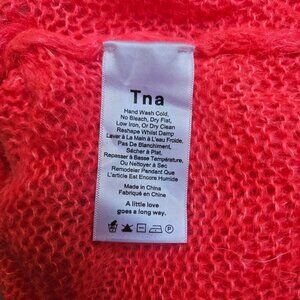 Tna
Hand Wash Cold,
No Bleach, Dry Flat,
Low Iron, Or Dry Clean
Reshape Whilst Damp
Laver à La Main à L'eau Froide,
Pas De Blanchiment,
Sécher à Plat.
Repasser à Basse Température,
Ou Nettoyer à Sec
Remodeler Pendant Que
L'article Est Encore Humide
Made in China
Fabriqué en Chine
A little love
goes a long way.
P